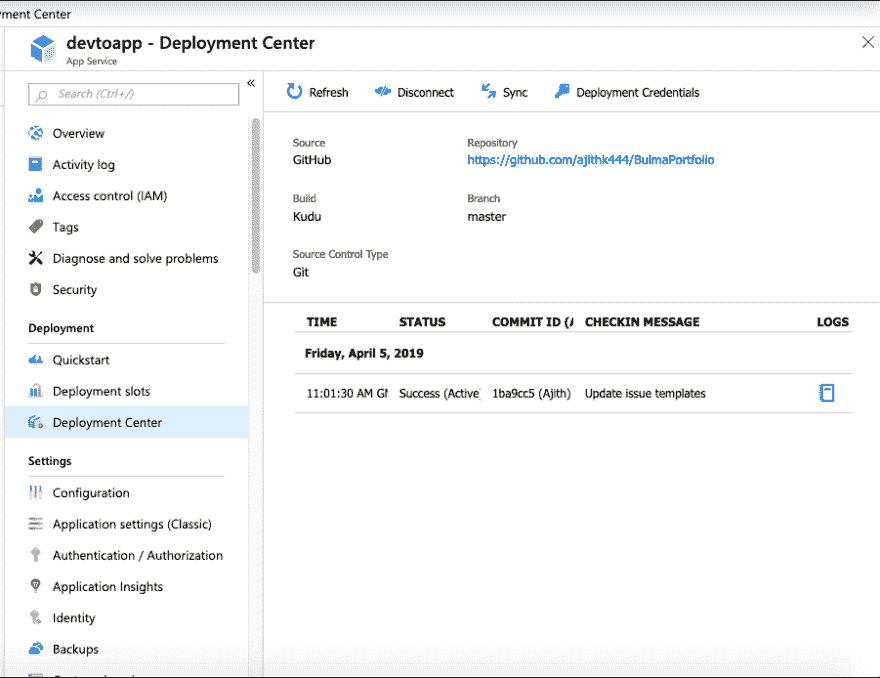 ment Center
devtoapp - Deployment Center
App Service
Search (Ctrl+/)
«
Overview
Activity log
Access control (IAM)
Tags
Diagnose and solve problems
Security
Deployment
Quickstart
Deployment slots
Deployment Center
Settings
Configuration
Application settings (Classic)
Authentication / Authorization
Application Insights
Identity
Backups
Refresh
Disconnect
Sync
Deployment Credentials
Source
GitHub
Repository
https://github.com/ajithk444/BulmaPortfolio
Build
Kudu
Branch
master
Source Control Type
Git
TIME STATUS COMMIT ID (A CHECKIN MESSAGE LOGS
Friday, April 5, 2019
11:01:30 AM GM Success (Active) 1ba9cc5 (Ajith) Update issue templates